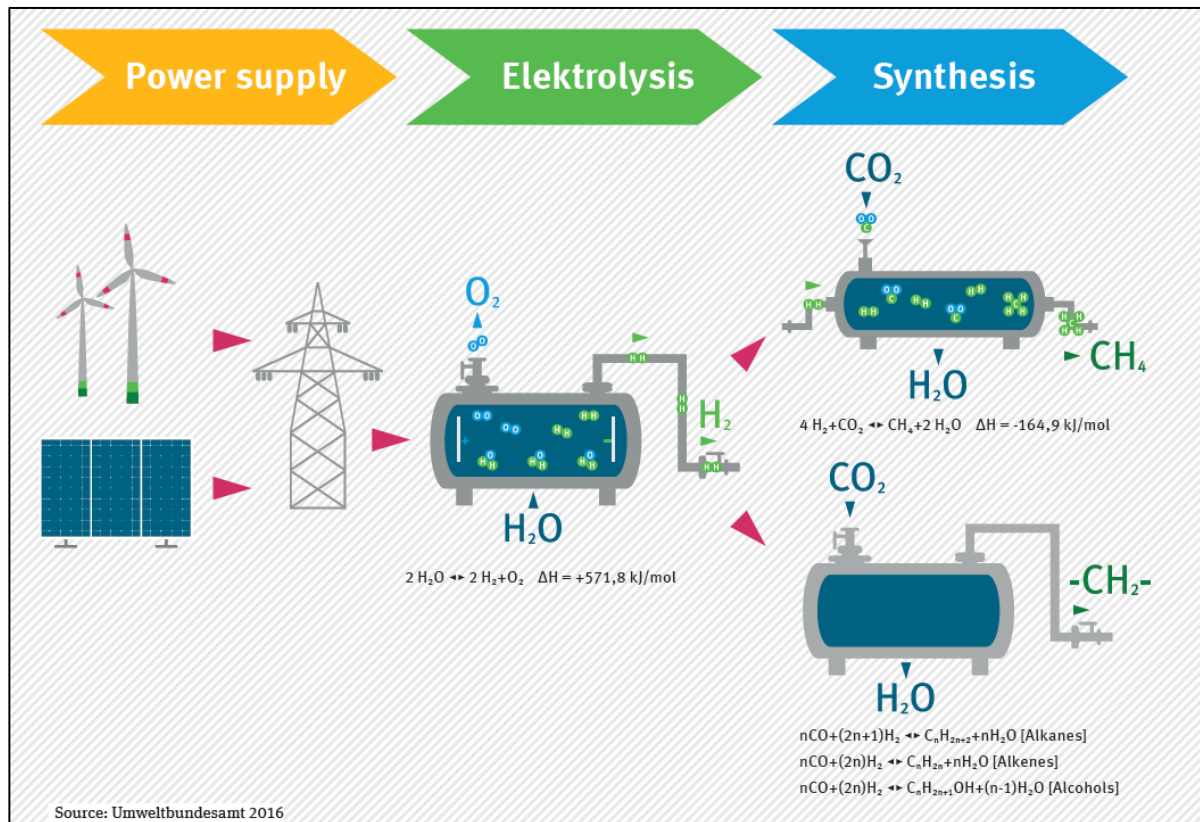 Power supply
Elektrolysis
Synthesis
CO₂
O₂
H₂
H₂O
CH₄
4 H₂+CO₂ ◄► CH₄+2 H₂O ΔH = -164,9 kJ/mol
H₂O
2 H₂O ◄► 2 H₂+O₂ ΔH = +571,8 kJ/mol
CO₂
-CH₂-
H₂O
nCO+(2n+1)H₂ ◄► CₙH₂ₙ₊₂+nH₂O [Alkanes]
nCO+(2n)H₂ ◄► CₙH₂ₙ+nH₂O [Alkenes]
nCO+(2n)H₂ ◄► CₙH₂ₙ₊₁OH+(n-1)H₂O [Alcohols]
Source: Umweltbundesamt 2016